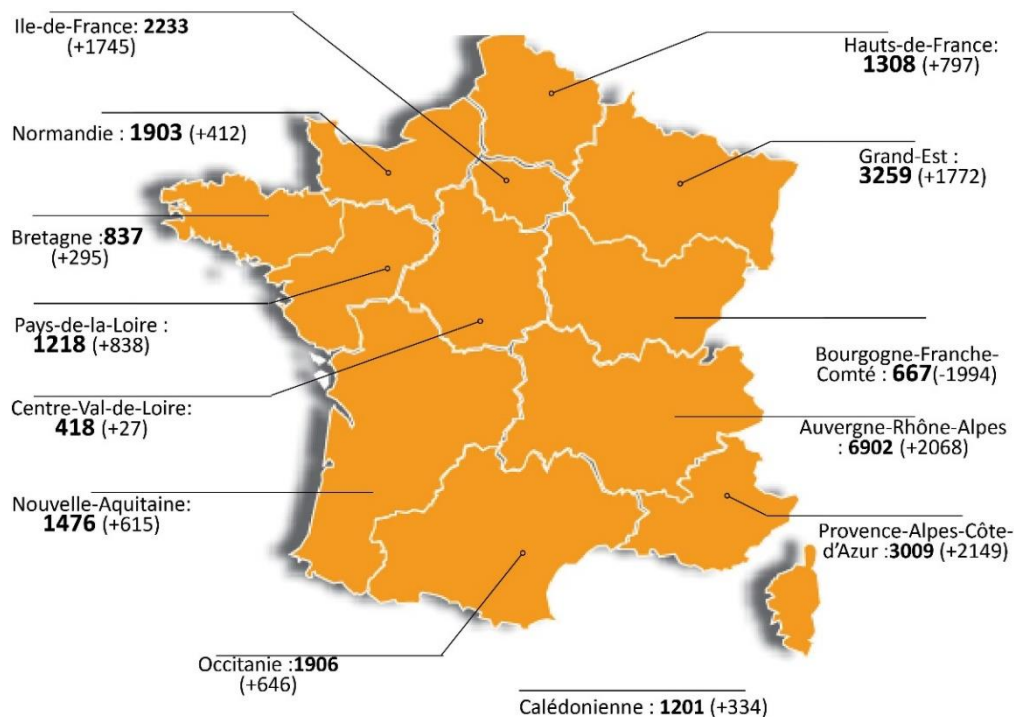 Ile-de-France: 2233
(+1745)
Hauts-de-France:
1308 (+797)
Normandie : 1903 (+412)
Grand-Est :
3259 (+1772)
Bretagne :837
(+295)
Pays-de-la-Loire :
1218 (+838)
Bourgogne-Franche-
Comté : 667(-1994)
Centre-Val-de-Loire:
418 (+27)
Auvergne-Rhône-Alpes
: 6902 (+2068)
Nouvelle-Aquitaine:
1476 (+615)
Provence-Alpes-Côte-
d’Azur :3009 (+2149)
Occitanie :1906
(+646)
Calédonienne : 1201 (+334)